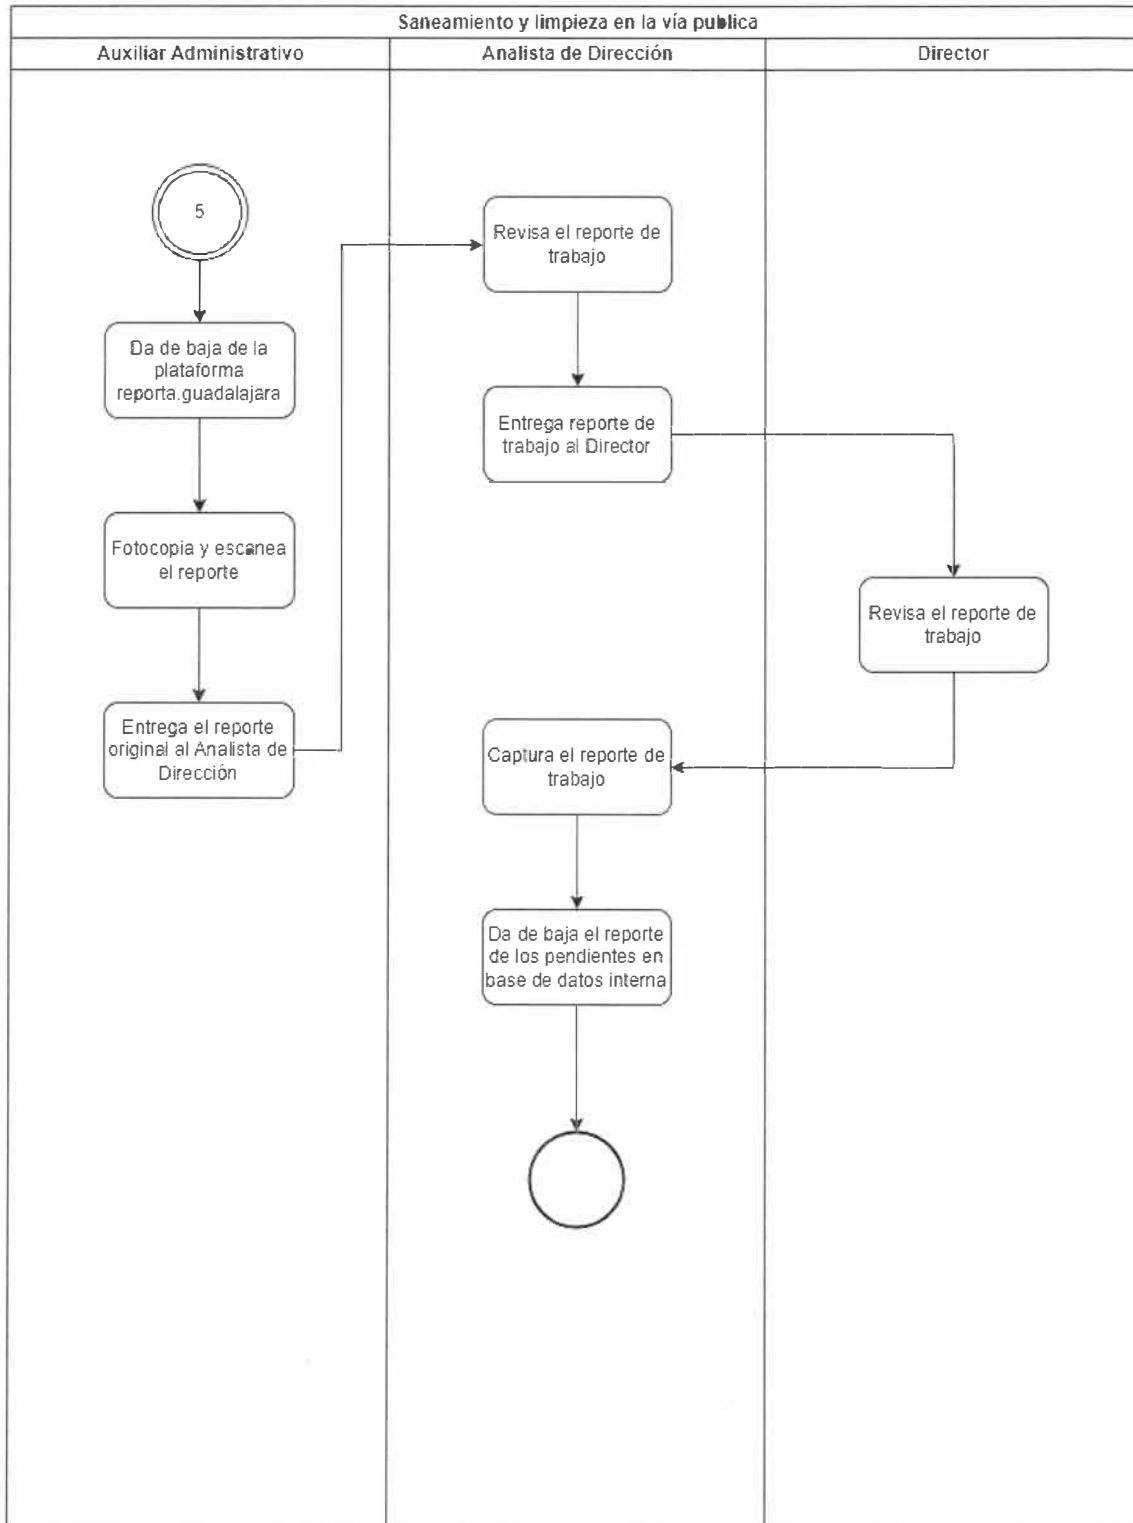 Saneamiento y limpieza en la vía publica
Auxiliar Administrativo
Analista de Dirección
Director
5
Da de baja de la
plataforma
reporta.guadalajara
Fotocopia y escanea
el reporte
Entrega el reporte
original al Analista de
Dirección
Revisa el reporte de
trabajo
Entrega reporte de
trabajo al Director
Revisa el reporte de
trabajo
Captura el reporte de
trabajo
Da de baja el reporte
de los pendientes en
base de datos interna